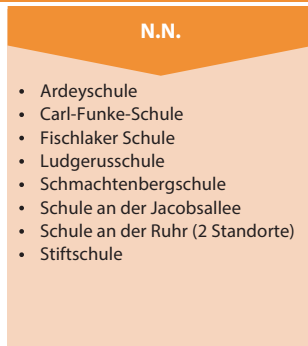 N.N.
• Ardeyschule
• Carl-Funke-Schule
• Fischlaker Schule
• Ludgerusschule
• Schmachtenbergschule
• Schule an der Jacobsallee
• Schule an der Ruhr (2 Standorte)
• Stiftschule